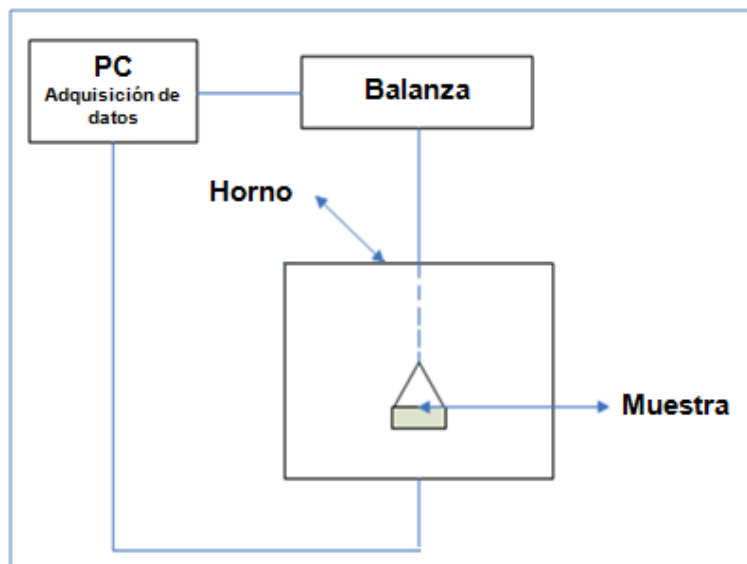 PC
Adquisición de
datos
Balanza
Horno
Muestra